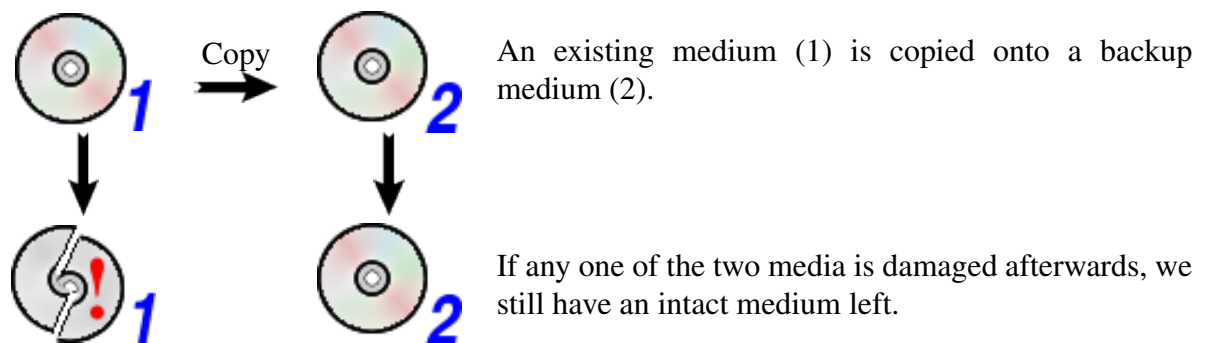 Copy
1
2
An existing medium (1) is copied onto a backup
medium (2).
!
1
2
If any one of the two media is damaged afterwards, we
still have an intact medium left.